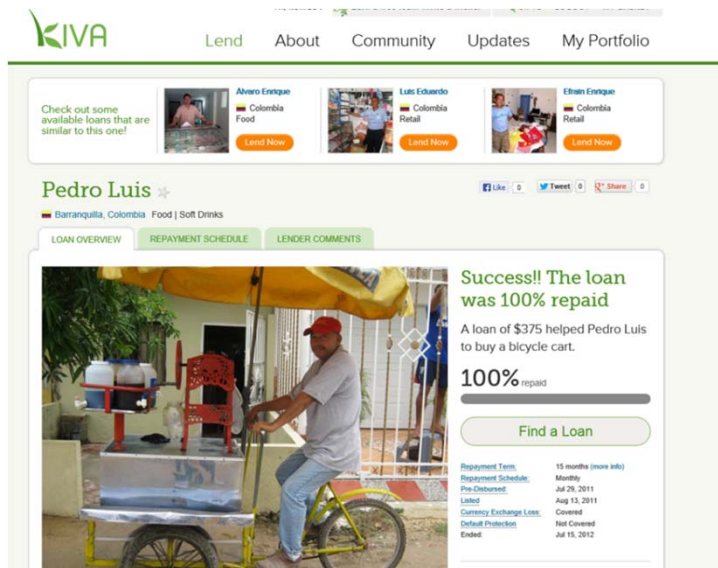 KIVA
Lend About Community Updates My Portfolio
Check out some
available loans that are
similar to this one!
Alvaro Enrique
Colombia
Food
Lend Now
Luis Eduardo
Colombia
Retail
Lend Now
Efrain Enrique
Colombia
Retail
Lend Now
Pedro Luis
Like 0 Tweet 0 Share 0
Barranquilla, Colombia Food | Soft Drinks
LOAN OVERVIEW REPAYMENT SCHEDULE LENDER COMMENTS
Success!! The loan
was 100% repaid
A loan of $375 helped Pedro Luis
to buy a bicycle cart.
100% repaid
Find a Loan
Repayment Term: 15 months (more info)
Repayment Schedule: Monthly
Pre-Disbursed: Jul 29, 2011
Listed Aug 13, 2011
Currency Exchange Loss: Covered
Default Protection Not Covered
Ended: Jul 15, 2012